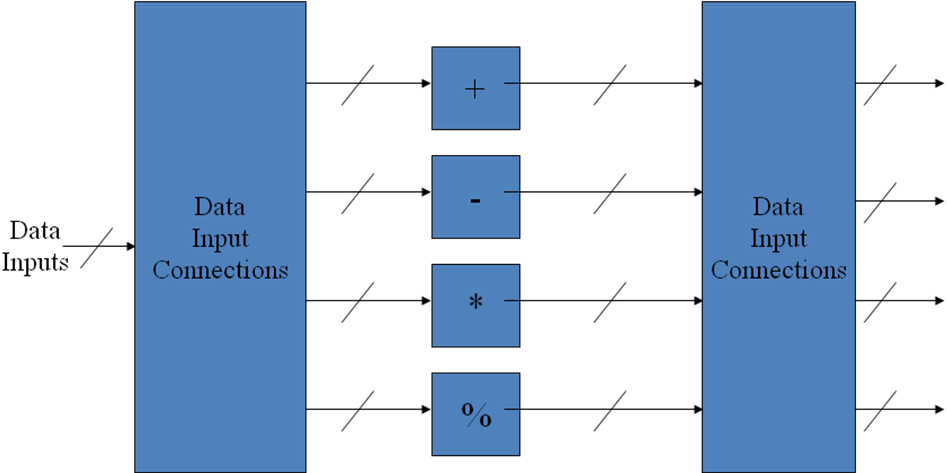 Data
Inputs
Data
Input
Connections
+
-
*
%
Data
Input
Connections